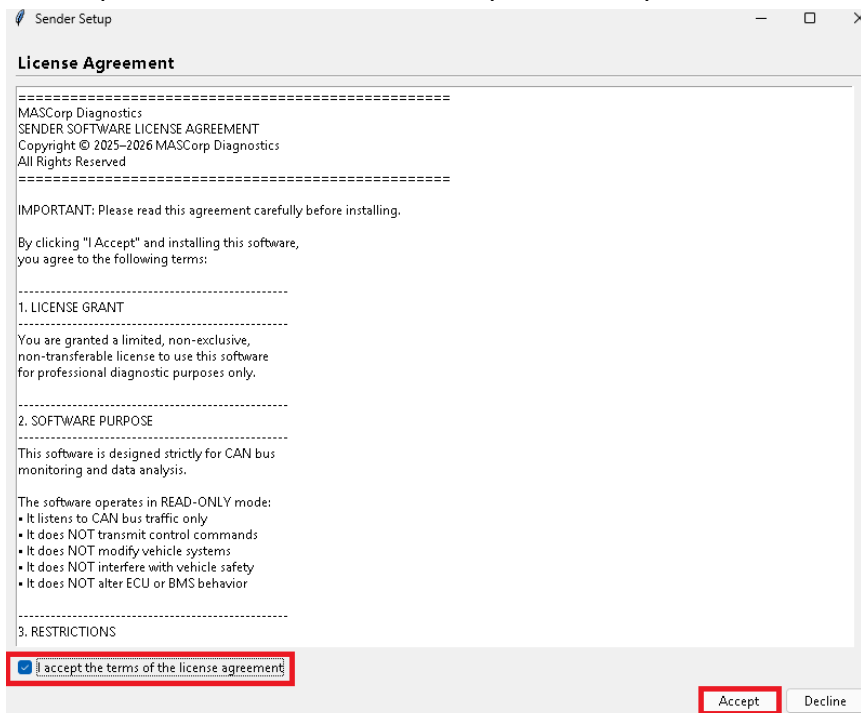 Sender Setup
License Agreement
==================================================
MASCorp Diagnostics
SENDER SOFTWARE LICENSE AGREEMENT
Copyright © 2025–2026 MASCorp Diagnostics
All Rights Reserved
==================================================
IMPORTANT: Please read this agreement carefully before installing.
By clicking "I Accept" and installing this software,
you agree to the following terms:
--------------------------------------------------
1. LICENSE GRANT
--------------------------------------------------
You are granted a limited, non-exclusive,
non-transferable license to use this software
for professional diagnostic purposes only.
--------------------------------------------------
2. SOFTWARE PURPOSE
--------------------------------------------------
This software is designed strictly for CAN bus
monitoring and data analysis.
The software operates in READ-ONLY mode:
• It listens to CAN bus traffic only
• It does NOT transmit control commands
• It does NOT modify vehicle systems
• It does NOT interfere with vehicle safety
• It does NOT alter ECU or BMS behavior
--------------------------------------------------
3. RESTRICTIONS
I accept the terms of the license agreement
Accept Decline